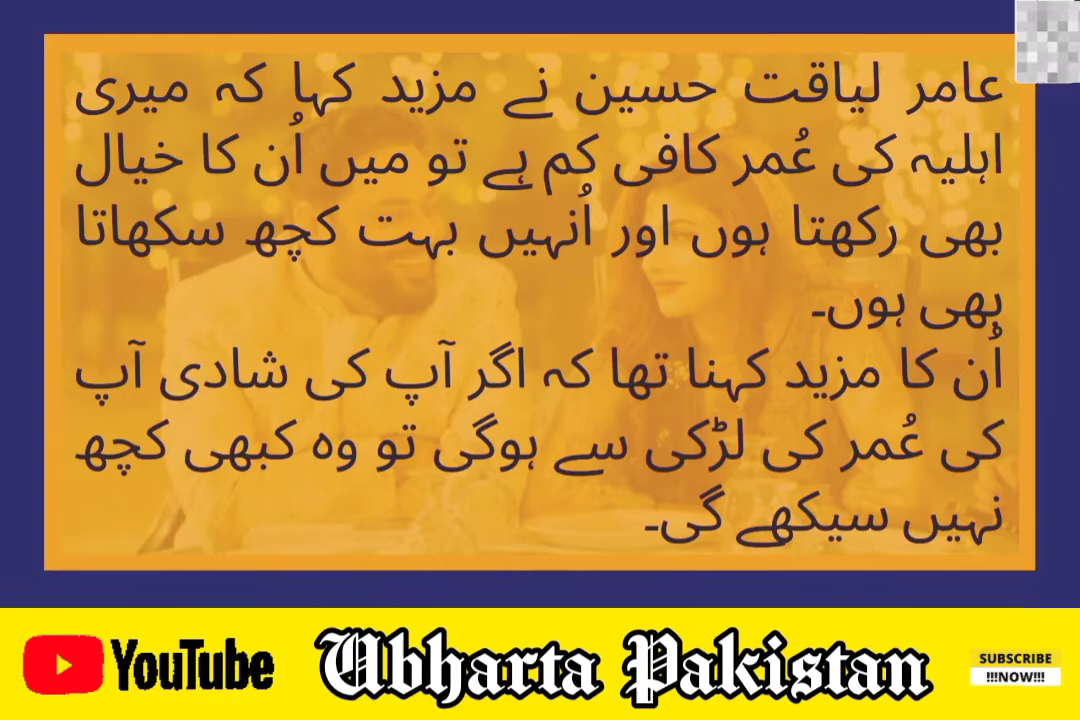 عامر لیاقت حسین نے مزید کہا کہ میری
اہلیہ کی عُمر کافی کم ہے تو میں اُن کا خیال
بھی رکھتا ہوں اور اُنہیں بہت کچھ سکھاتا
بھی ہوں۔
اُن کا مزید کہنا تھا کہ اگر آپ کی شادی آپ
کی عُمر کی لڑکی سے ہوگی تو وہ کبھی کچھ
نہیں سیکھے گی۔
YouTube Ubharta Pakistan SUBSCRIBE
!!!NOW!!!